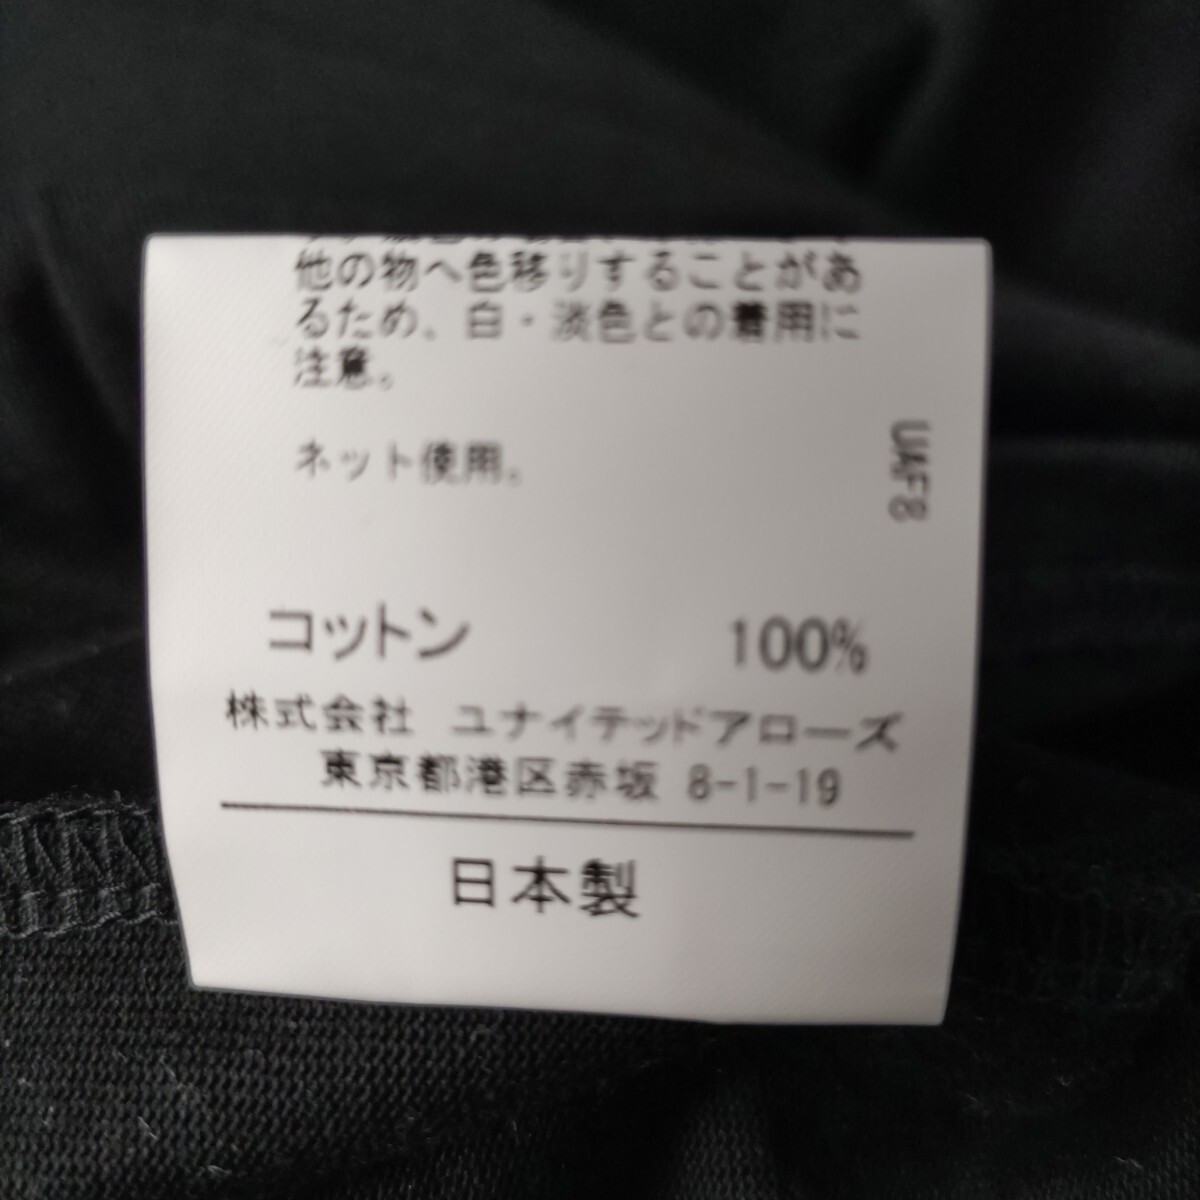 他の物へ色移りすることがあ
るため、白・淡色との着用に
注意。
ネット使用。
UAF8
コットン 100%
株式会社 ユナイテッドアローズ
東京都港区赤坂 8-1-19
日本製